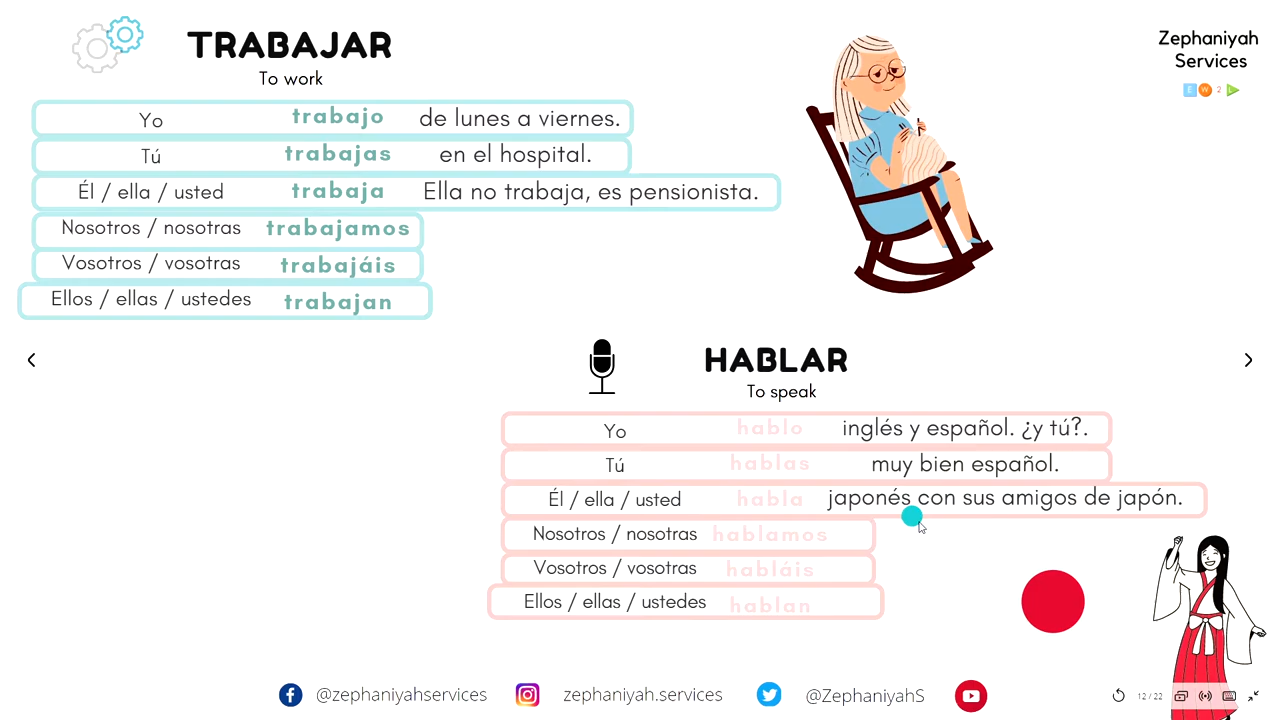 TRABAJAR
To work
Zephaniyah
Services
E W 2
Yo trabajo de lunes a viernes.
Tú trabajas en el hospital.
Él / ella / usted trabaja Ella no trabaja, es pensionista.
Nosotros / nosotras trabajamos
Vosotros / vosotras trabajáis
Ellos / ellas / ustedes trabajan
HABLAR
To speak
Yo hablo inglés y español. ¿y tú?.
Tú hablas muy bien español.
Él / ella / usted habla japonés con sus amigos de japón.
Nosotros / nosotras hablamos
Vosotros / vosotras habláis
Ellos / ellas / ustedes hablan
@zephaniyahservices zephaniyah.services @ZephaniyahS
12 / 22